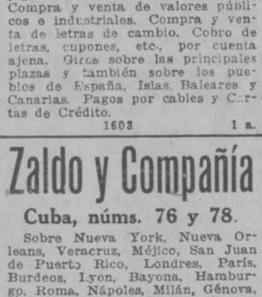 Compra y venta de valores públi-
cos e industriales. Compra y ven-
ta de letras de cambio. Cobro de
letras, cupones, etc., por cuenta
ajena. Giros sobre las principales
plazas y también sobre los pue-
blos de España, Islas Baleares y
Canarias. Pagos por cables y Car-
tas de Crédito.
1603 1 a.
Zaldo y Compañía
Cuba, núms. 76 y 78.
Sobre Nueva York, Nueva Or-
leans, Veracruz, Méjico, San Juan
de Puerto Rico, Londres, París,
Burdeos, Lyon, Bayona, Hambur-
go, Roma, Nápoles, Milán, Génova,